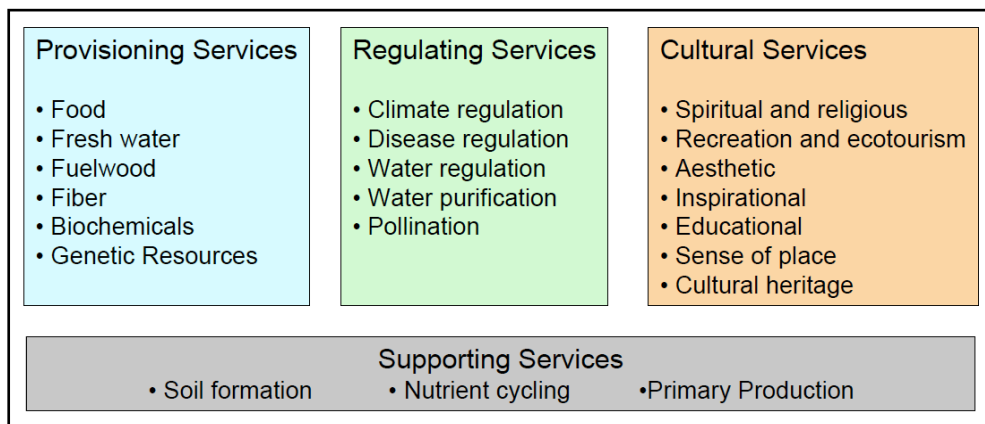 Provisioning Services
• Food
• Fresh water
• Fuelwood
• Fiber
• Biochemicals
• Genetic Resources
Regulating Services
• Climate regulation
• Disease regulation
• Water regulation
• Water purification
• Pollination
Cultural Services
• Spiritual and religious
• Recreation and ecotourism
• Aesthetic
• Inspirational
• Educational
• Sense of place
• Cultural heritage
Supporting Services
• Soil formation • Nutrient cycling •Primary Production